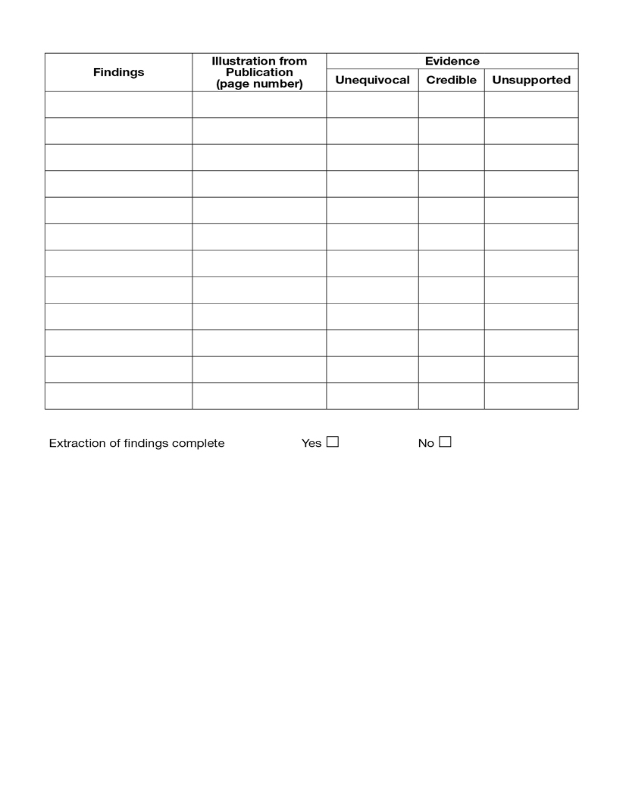 Findings
Illustration from
Publication
(page number)
Evidence
Unequivocal Credible Unsupported
Extraction of findings complete Yes ☐ No ☐